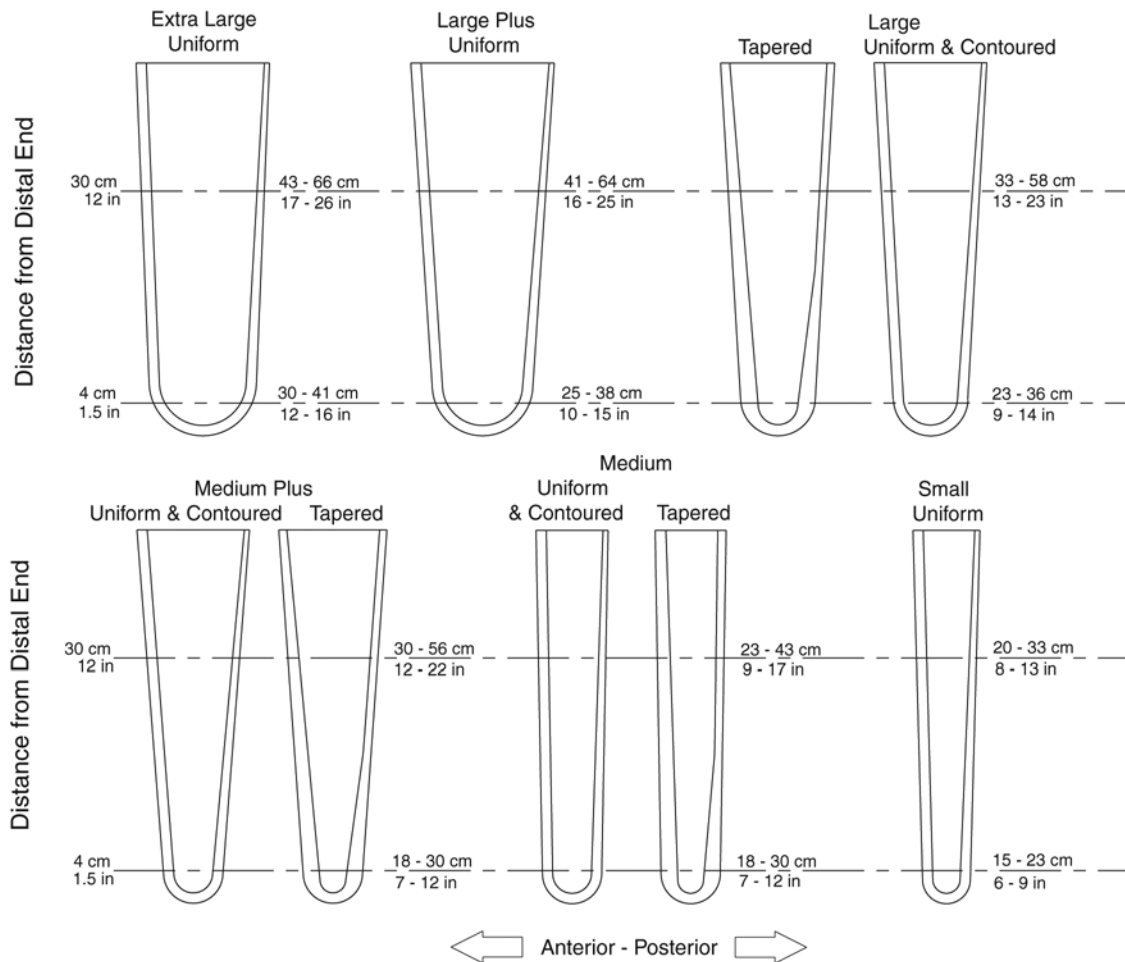 Extra Large
Uniform
Large Plus
Uniform
Tapered
Large
Uniform & Contoured
Distance from Distal End
30 cm
12 in
43 - 66 cm
17 - 26 in
41 - 64 cm
16 - 25 in
33 - 58 cm
13 - 23 in
4 cm
1.5 in
30 - 41 cm
12 - 16 in
25 - 38 cm
10 - 15 in
23 - 36 cm
9 - 14 in
Medium Plus
Uniform & Contoured
Tapered
Medium
Uniform
& Contoured
Tapered
Small
Uniform
Distance from Distal End
30 cm
12 in
30 - 56 cm
12 - 22 in
23 - 43 cm
9 - 17 in
20 - 33 cm
8 - 13 in
4 cm
1.5 in
18 - 30 cm
7 - 12 in
18 - 30 cm
7 - 12 in
15 - 23 cm
6 - 9 in
Anterior - Posterior